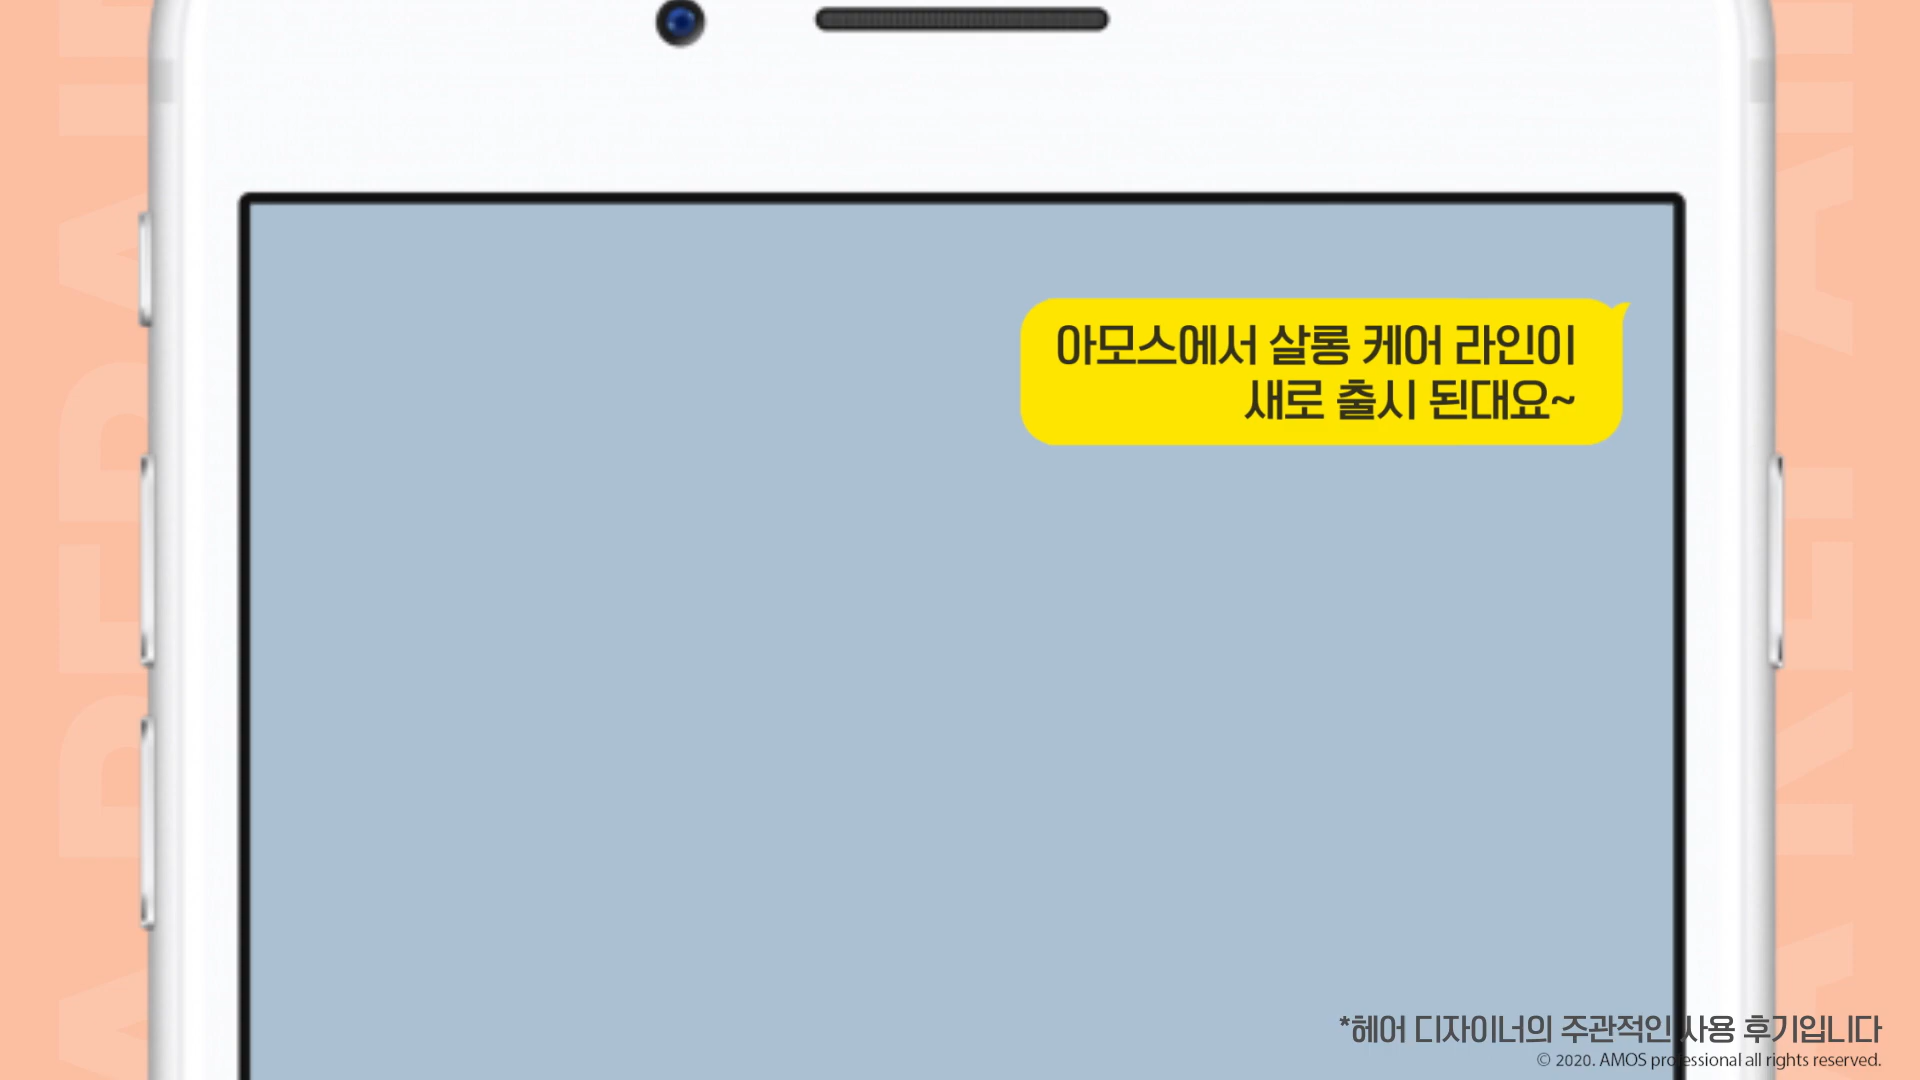 아모스에서 살롱 케어 라인이
새로 출시 된대요~
*헤어 디자이너의 주관적인 사용 후기입니다
© 2020. AMOS professional all rights reserved.